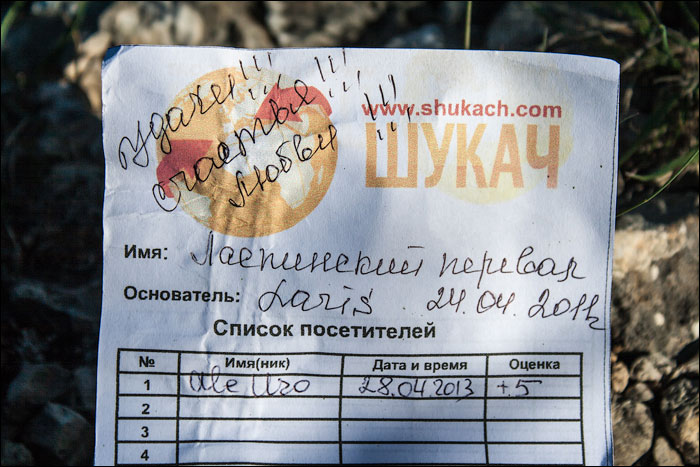 Удачи!!!
счастья!!!
Любви!!!
www.shukach.com
ШУКАЧ
Имя: Ласпинский перевал
Основатель: Laris 24.04.2011г
Список посетителей
№ Имя(ник) Дата и время Оценка
1 28.04.2013 +5
2
3
4